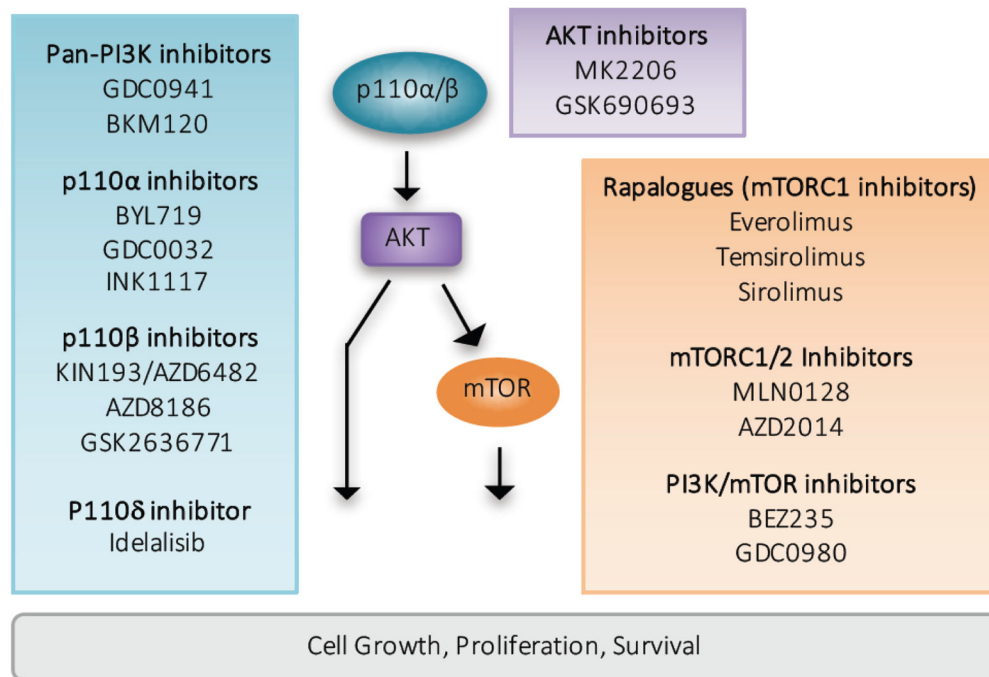 Pan-PI3K inhibitors
GDC0941
BKM120
p110α inhibitors
BYL719
GDC0032
INK1117
p110β inhibitors
KIN193/AZD6482
AZD8186
GSK2636771
P110δ inhibitor
Idelalisib
p110α/β
AKT
mTOR
AKT inhibitors
MK2206
GSK690693
Rapalogues (mTORC1 inhibitors)
Everolimus
Temsirolimus
Sirolimus
mTORC1/2 Inhibitors
MLN0128
AZD2014
PI3K/mTOR inhibitors
BEZ235
GDC0980
Cell Growth, Proliferation, Survival